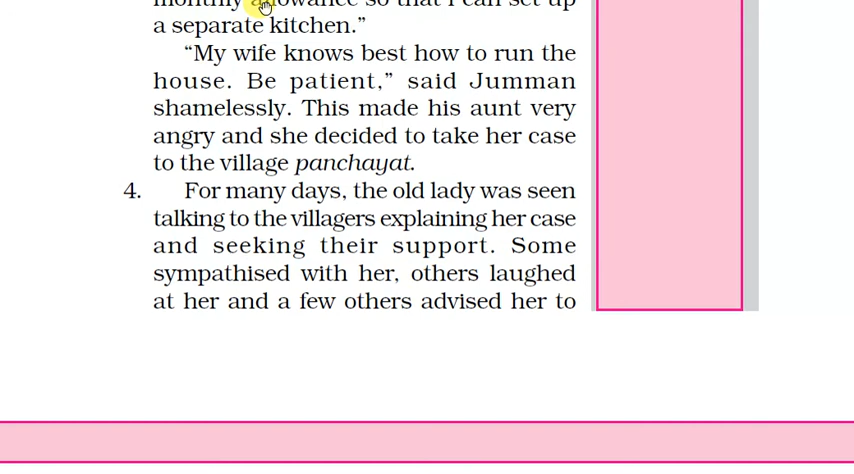 monthly allowance so that I can set up
a separate kitchen.”
“My wife knows best how to run the
house. Be patient,” said Jumman
shamelessly. This made his aunt very
angry and she decided to take her case
to the village panchayat.
4. For many days, the old lady was seen
talking to the villagers explaining her case
and seeking their support. Some
sympathised with her, others laughed
at her and a few others advised her to